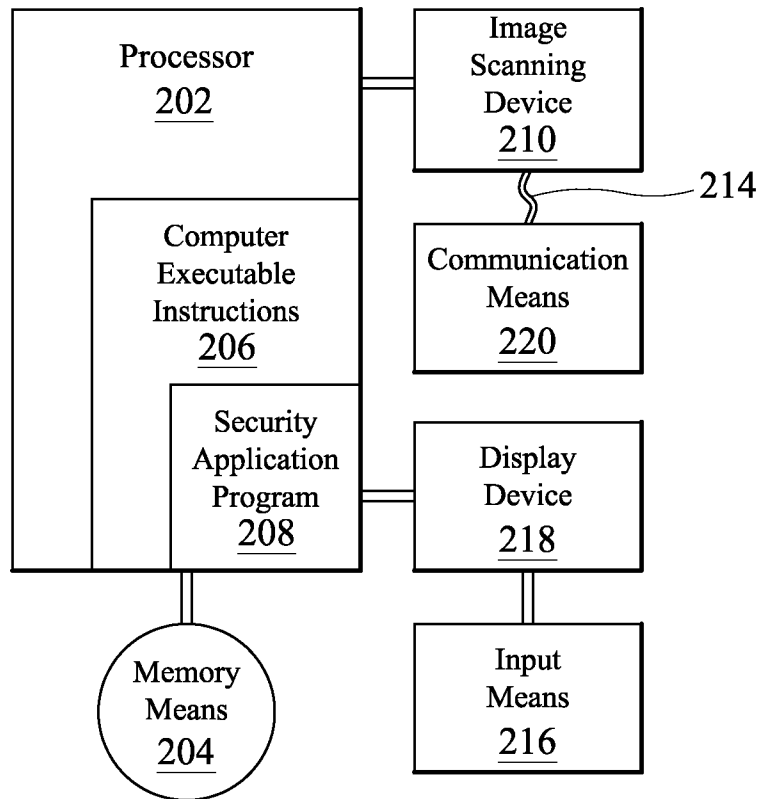 Processor
202
Computer
Executable
Instructions
206
Security
Application
Program
208
Memory
Means
204
Image
Scanning
Device
210
214
Communication
Means
220
Display
Device
218
Input
Means
216